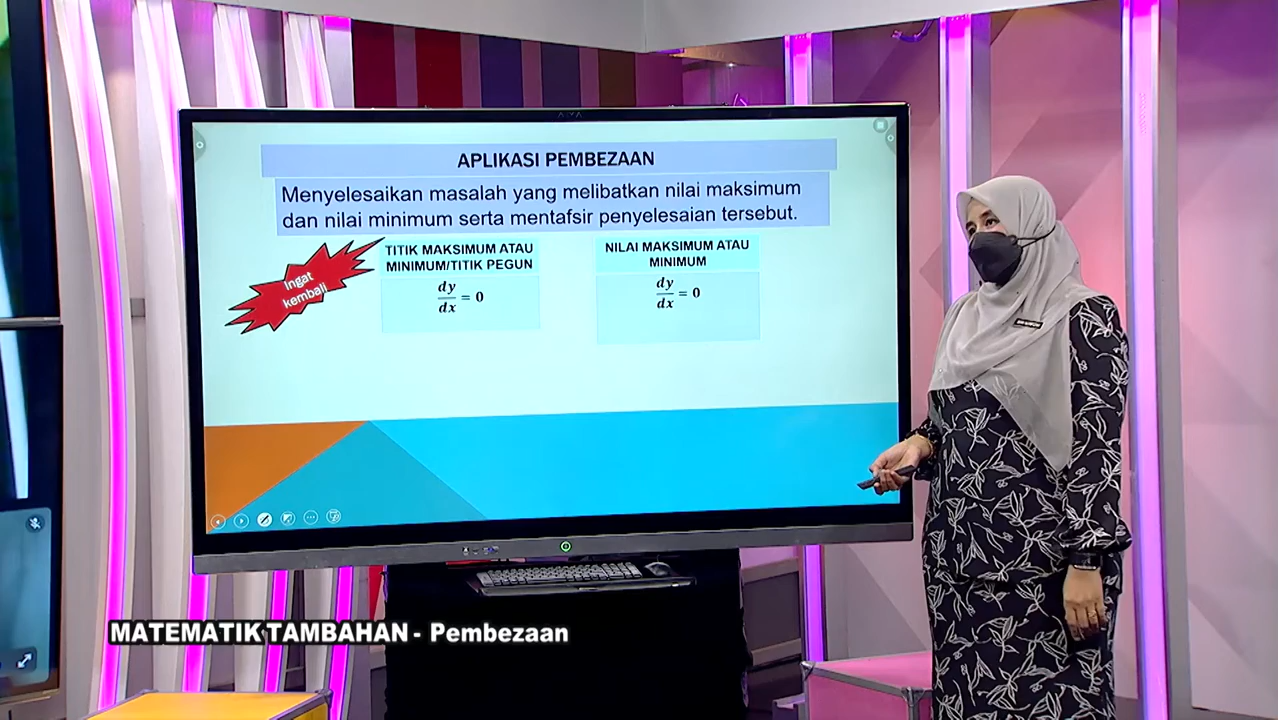 APLIKASI PEMBEZAAN
Menyelesaikan masalah yang melibatkan nilai maksimum
dan nilai minimum serta mentafsir penyelesaian tersebut.
Ingat
kembali
TITIK MAKSIMUM ATAU
MINIMUM/TITIK PEGUN
dy/dx = 0
NILAI MAKSIMUM ATAU
MINIMUM
dy/dx = 0
MATEMATIK TAMBAHAN - Pembezaan